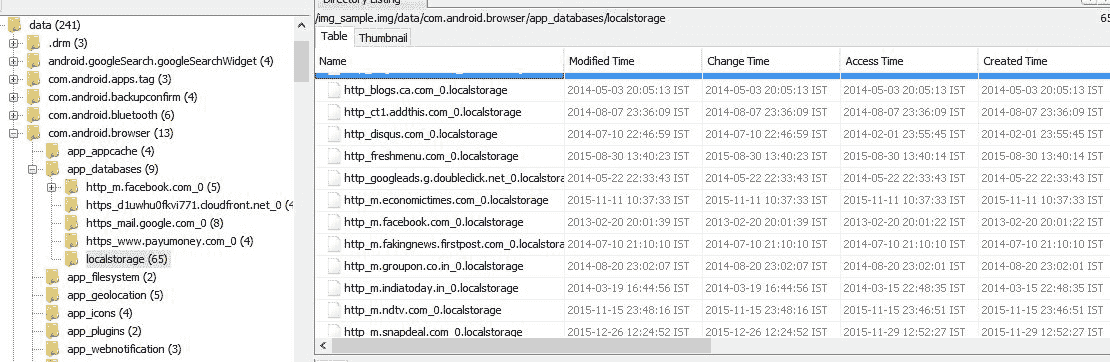 Directory Listing
/img_sample.img/data/com.android.browser/app_databases/localstorage 65
Table Thumbnail
Name Modified Time Change Time Access Time Created Time
http_blogs.ca.com_0.localstorage 2014-05-03 20:05:13 IST 2014-05-03 20:05:13 IST 2014-05-03 20:05:13 IST 2014-05-03 20:05:13 IST
http_ct1.addthis.com_0.localstorage 2014-08-07 23:36:09 IST 2014-08-07 23:36:09 IST 2014-08-07 23:36:09 IST 2014-08-07 23:36:09 IST
http_disqus.com_0.localstorage 2014-07-10 22:46:59 IST 2014-07-10 22:46:59 IST 2014-02-01 23:55:45 IST 2014-02-01 23:55:45 IST
http_freshmenu.com_0.localstorage 2015-08-30 13:40:23 IST 2015-08-30 13:40:23 IST 2015-08-30 13:40:14 IST 2015-08-30 13:40:14 IST
http_googleads.g.doubleclick.net_0.localstora 2014-05-22 22:33:43 IST 2014-05-22 22:33:43 IST 2014-05-22 22:33:43 IST 2014-05-22 22:33:43 IST
http_m.economictimes.com_0.localstorage 2015-11-11 10:37:33 IST 2015-11-11 10:37:33 IST 2015-11-11 10:37:33 IST 2015-11-11 10:37:33 IST
http_m.facebook.com_0.localstorage 2013-02-20 20:01:39 IST 2013-02-20 20:01:39 IST 2013-02-20 20:01:22 IST 2013-02-20 20:01:22 IST
http_m.fakingnews.firstpost.com_0.localstora 2014-07-10 21:10:10 IST 2014-07-10 21:10:10 IST 2014-07-10 21:10:10 IST 2014-07-10 21:10:10 IST
http_m.groupon.co.in_0.localstorage 2014-08-20 23:02:07 IST 2014-08-20 23:02:07 IST 2014-08-20 23:02:01 IST 2014-08-20 23:02:01 IST
http_m.indiatoday.in_0.localstorage 2014-03-19 16:44:56 IST 2014-03-19 16:44:56 IST 2014-03-15 22:48:35 IST 2014-03-15 22:48:35 IST
http_m.ndtv.com_0.localstorage 2015-11-15 23:48:16 IST 2015-11-15 23:48:16 IST 2015-11-15 23:46:51 IST 2015-11-15 23:46:51 IST
http_m.snapdeal.com_0.localstorage 2015-12-26 12:24:52 IST 2015-12-26 12:24:52 IST 2015-11-29 12:52:27 IST 2015-11-29 12:52:27 IST
data (241)
.drm (3)
android.googleSearch.googleSearchWidget (4)
com.android.apps.tag (3)
com.android.backupconfirm (4)
com.android.bluetooth (6)
com.android.browser (13)
app_appcache (4)
app_databases (9)
http_m.facebook.com_0 (5)
https_d1uwhu0fkvi771.cloudfront.net_0 (4
https_mail.google.com_0 (8)
https_www.payumoney.com_0 (4)
localstorage (65)
app_filesystem (2)
app_geolocation (5)
app_icons (4)
app_plugins (2)
app_webnotification (3)